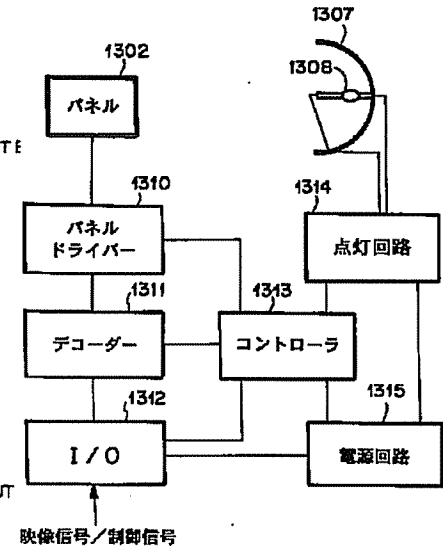 1302
パネル
1307
1308
TE
1310
パネル
ドライバー
1314
点灯回路
1311
デコーダー
1313
コントローラ
1312
I/O
1315
電源回路
UT
映像信号/制御信号